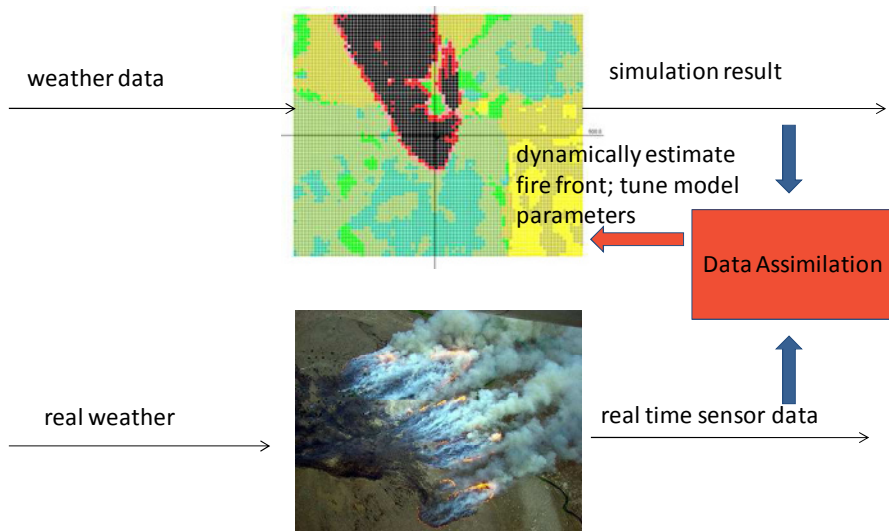 weather data
simulation result
dynamically estimate
fire front; tune model
parameters
Data Assimilation
real weather
real time sensor data